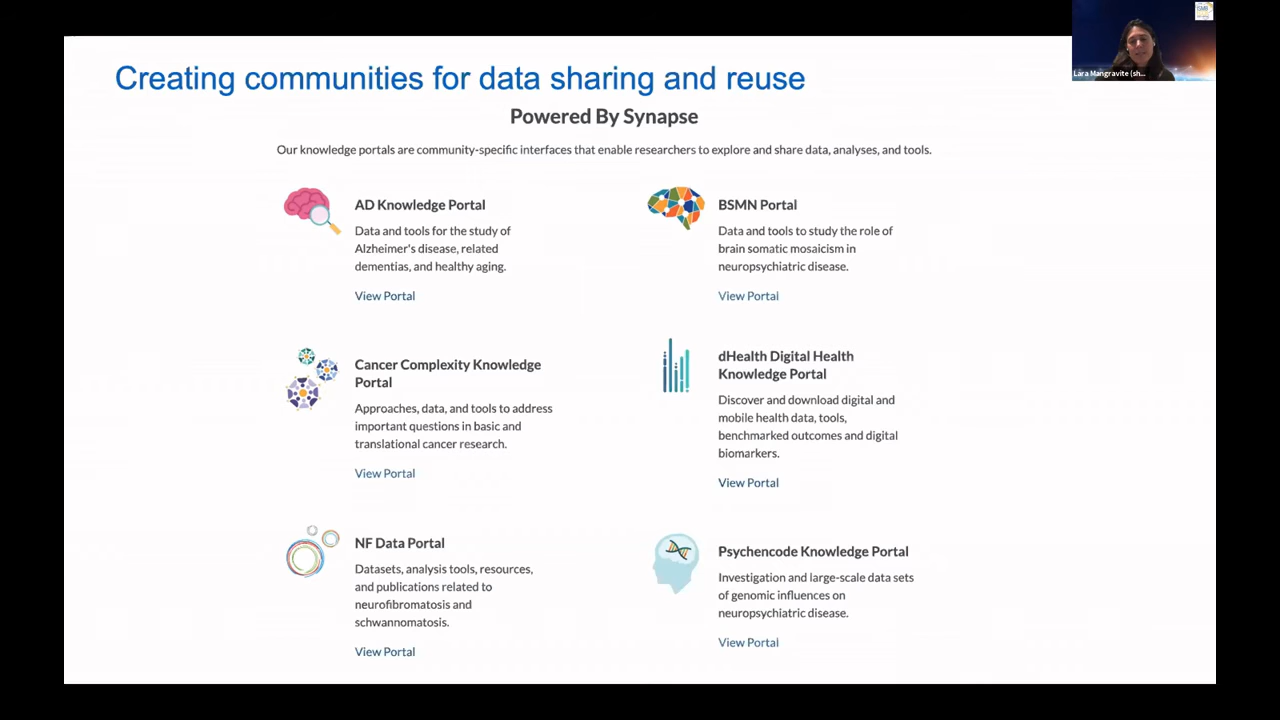 Creating communities for data sharing and reuse
Powered By Synapse
Our knowledge portals are community-specific interfaces that enable researchers to explore and share data, analyses, and tools.
AD Knowledge Portal
Data and tools for the study of
Alzheimer's disease, related
dementias, and healthy aging.
View Portal
BSMN Portal
Data and tools to study the role of
brain somatic mosaicism in
neuropsychiatric disease.
View Portal
Cancer Complexity Knowledge
Portal
Approaches, data, and tools to address
important questions in basic and
translational cancer research.
View Portal
dHealth Digital Health
Knowledge Portal
Discover and download digital and
mobile health data, tools,
benchmarked outcomes and digital
biomarkers.
View Portal
NF Data Portal
Datasets, analysis tools, resources,
and publications related to
neurofibromatosis and
schwannomatosis.
View Portal
Psychencode Knowledge Portal
Investigation and large-scale data sets
of genomic influences on
neuropsychiatric disease.
View Portal
Lara Mangravite (sh...